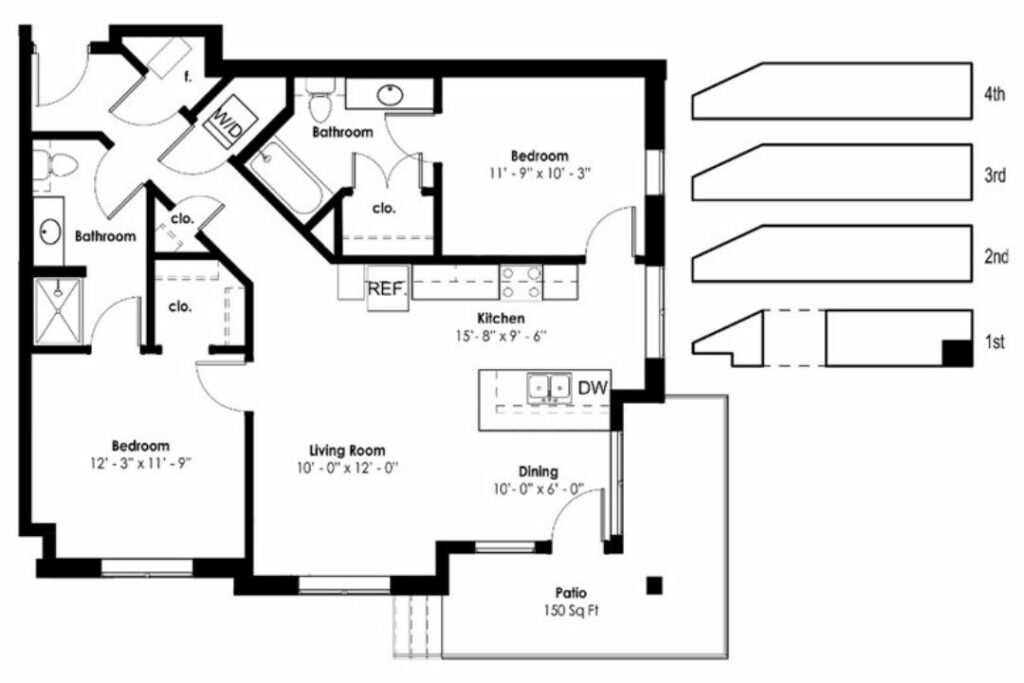 f.
W/D
Bathroom
Bedroom
11' - 9" x 10' - 3"
clo.
clo.
Bathroom
clo.
REF.
Kitchen
15'- 8" x 9' - 6"
DW
Bedroom
12' - 3" x 11' - 9"
Living Room
10' - 0" x 12' - 0"
Dining
10'- 0" x 6' - 0"
Patio
150 Sq Ft
4th
3rd
2nd
1st